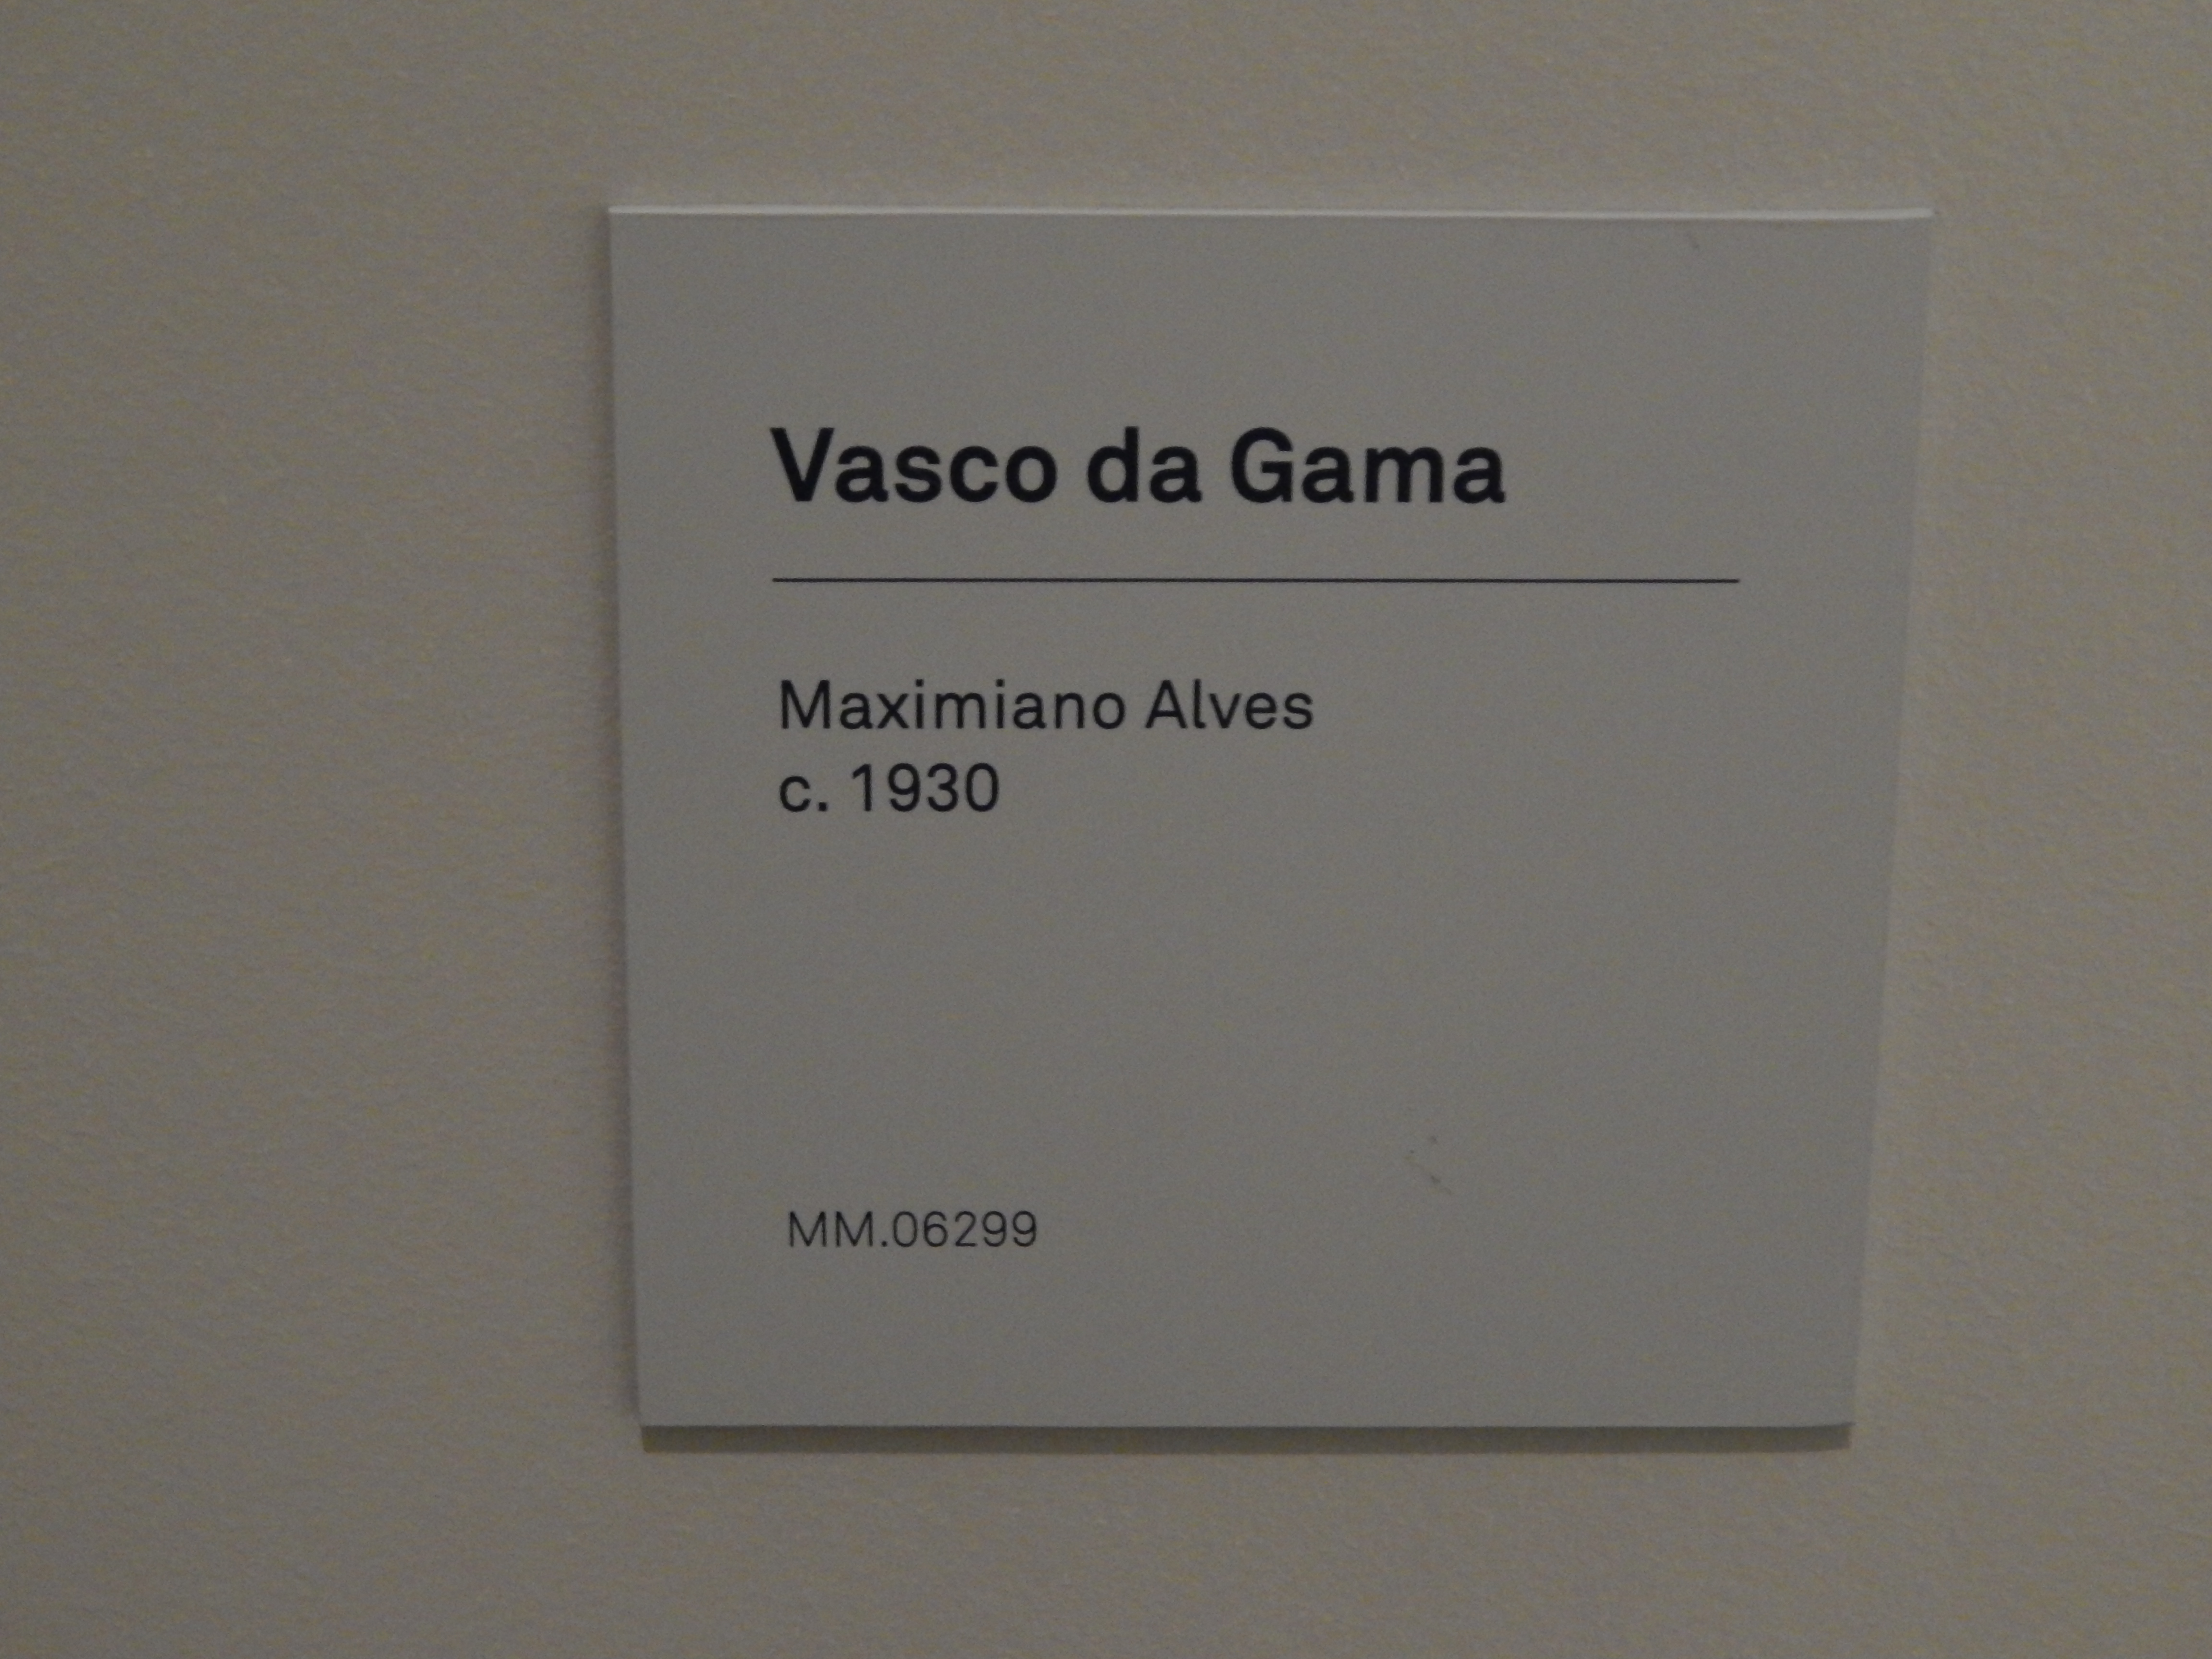 Vasco da Gama
Maximiano Alves
c. 1930
MM.06299